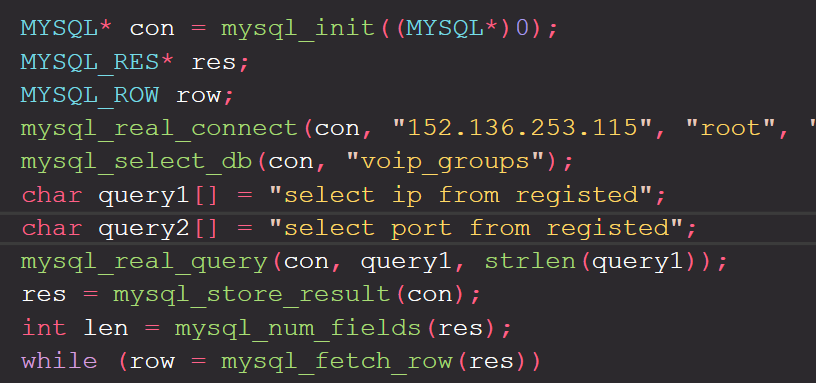 MYSQL* con = mysql_init((MYSQL*)0);
MYSQL_RES* res;
MYSQL_ROW row;
mysql_real_connect(con, "152.136.253.115", "root", "
mysql_select_db(con, "voip_groups");
char query1[] = "select ip from registed";
char query2[] = "select port from registed";
mysql_real_query(con, query1, strlen(query1));
res = mysql_store_result(con);
int len = mysql_num_fields(res);
while (row = mysql_fetch_row(res))